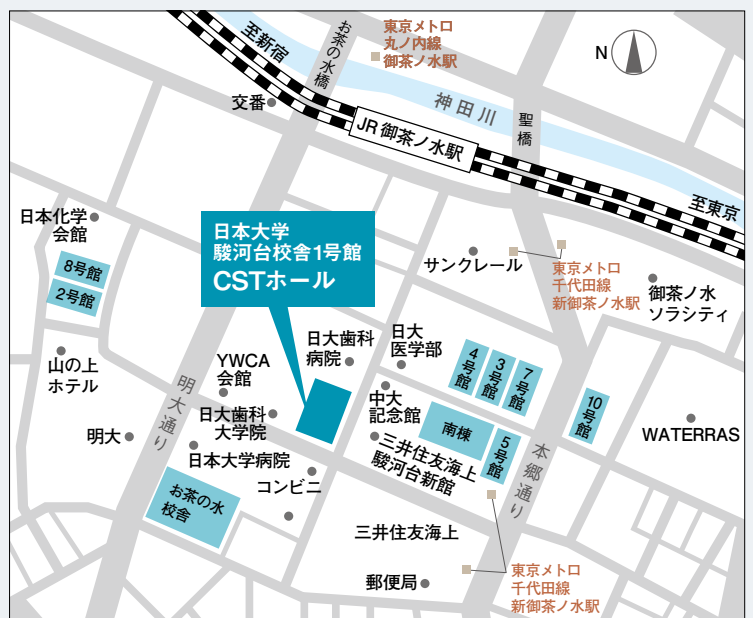 東京メトロ
丸ノ内線
御茶ノ水駅
至新宿
お茶の水橋
N
交番
神田川
聖橋
JR 御茶ノ水駅
至東京
日本化学
会館
8号館
2号館
日本大学
駿河台校舎1号館
CSTホール
サンクレール
東京メトロ
千代田線
新御茶ノ水駅
御茶ノ水
ソラシティ
山の上
ホテル
YWCA
会館
日大歯科
病院
日大
医学部
4号館
3号館
7号館
10号館
明大通り
日大歯科
大学院
中大
記念館
南棟
5号館
本郷通り
WATERRAS
明大
日本大学病院
三井住友海上
駿河台新館
お茶の水
校舎
コンビニ
三井住友海上
郵便局
東京メトロ
千代田線
新御茶ノ水駅